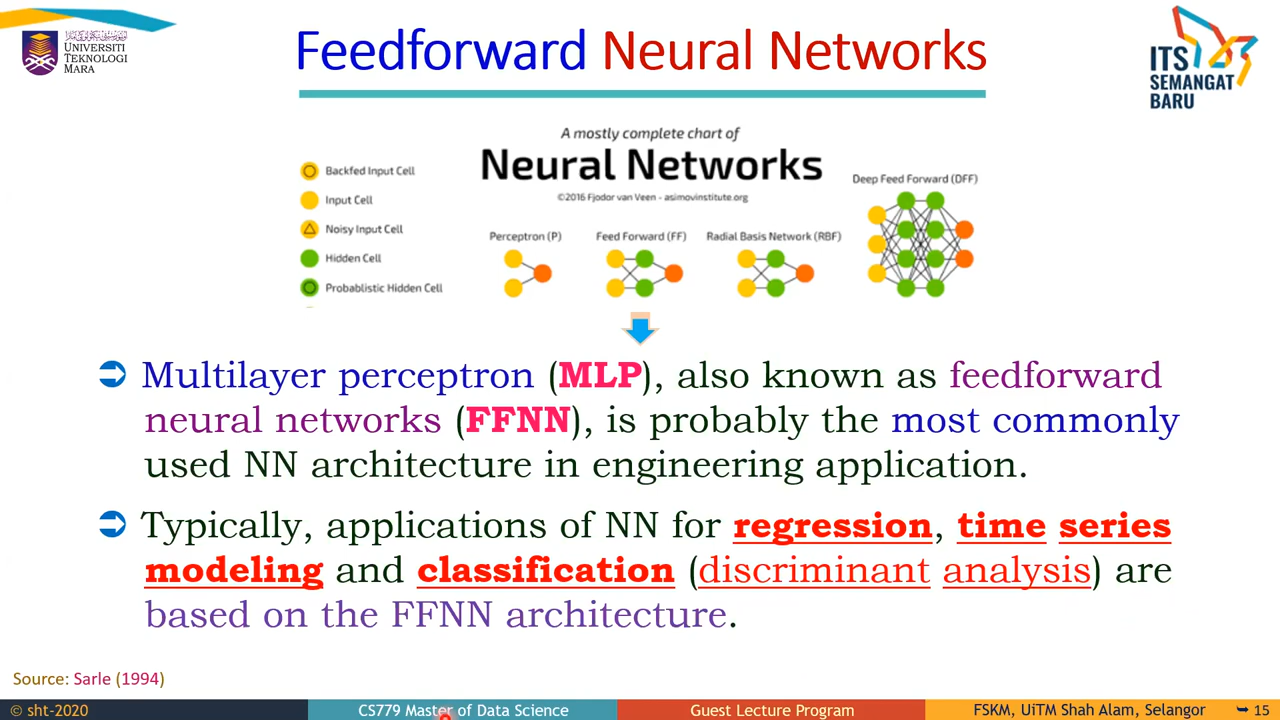 UNIVERSITI
TEKNOLOGI
MARA
Feedforward Neural Networks
ITS
SEMANGAT
BARU
A mostly complete chart of
Neural Networks
©2016 Fjodor van Veen - asimovinstitute.org
Backfed Input Cell
Input Cell
Noisy Input Cell
Hidden Cell
Probablistic Hidden Cell
Perceptron (P)
Feed Forward (FF)
Radial Basis Network (RBF)
Deep Feed Forward (DFF)
Multilayer perceptron (MLP), also known as feedforward
neural networks (FFNN), is probably the most commonly
used NN architecture in engineering application.
Typically, applications of NN for regression, time series
modeling and classification (discriminant analysis) are
based on the FFNN architecture.
Source: Sarle (1994)
© sht-2020
CS779 Master of Data Science
Guest Lecture Program
FSKM, UiTM Shah Alam, Selangor
15